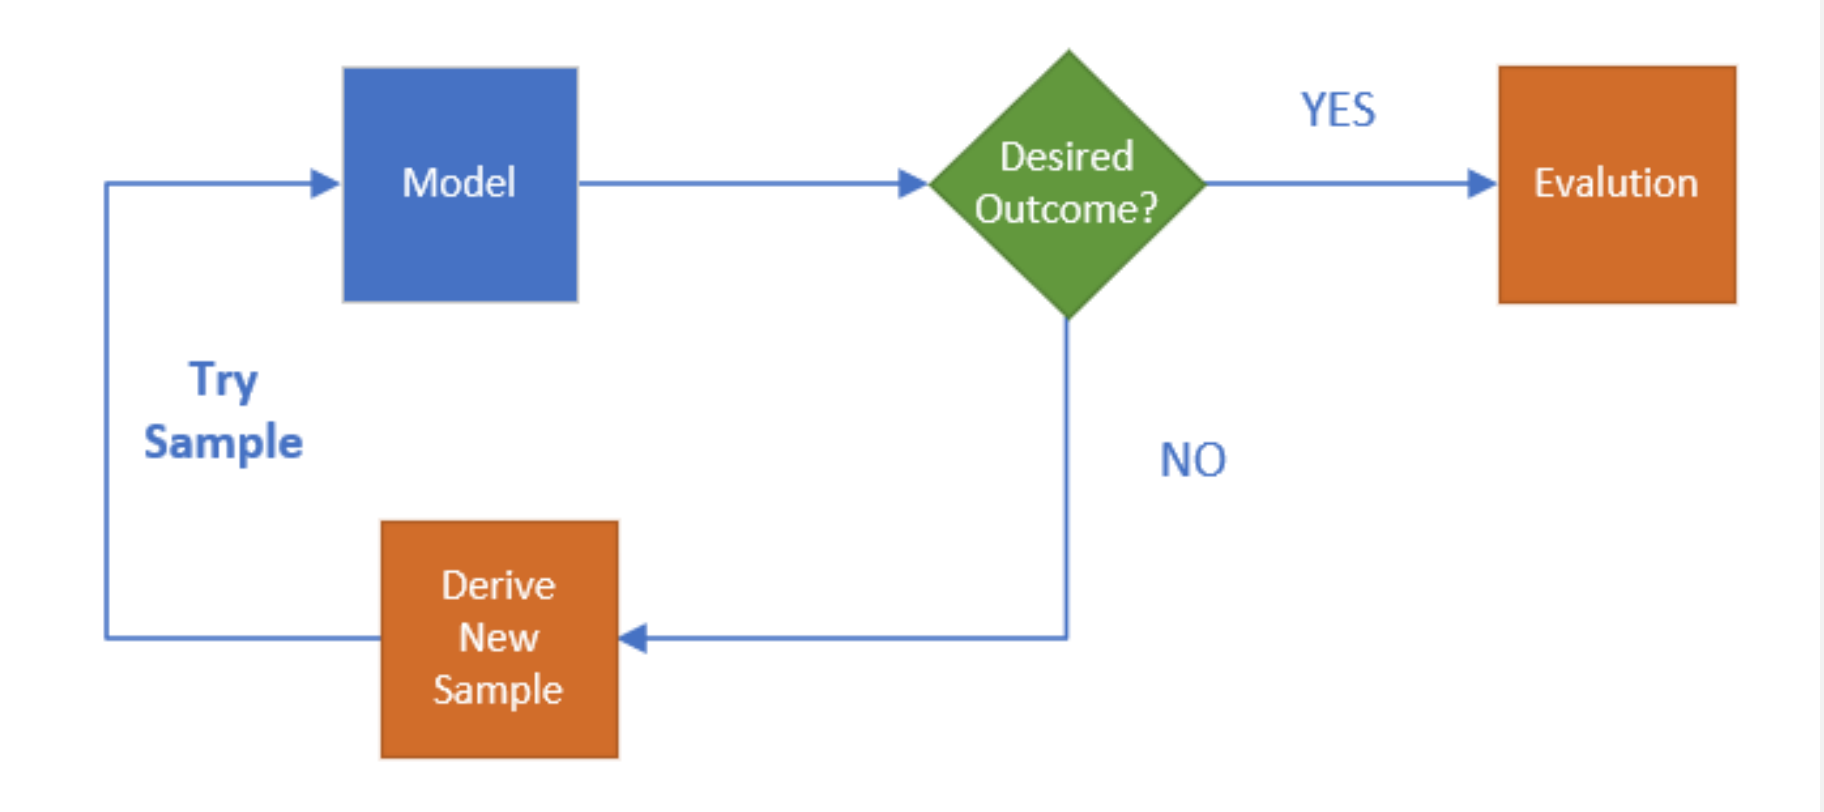 Model
Desired
Outcome?
YES
Evalution
Try
Sample
NO
Derive
New
Sample